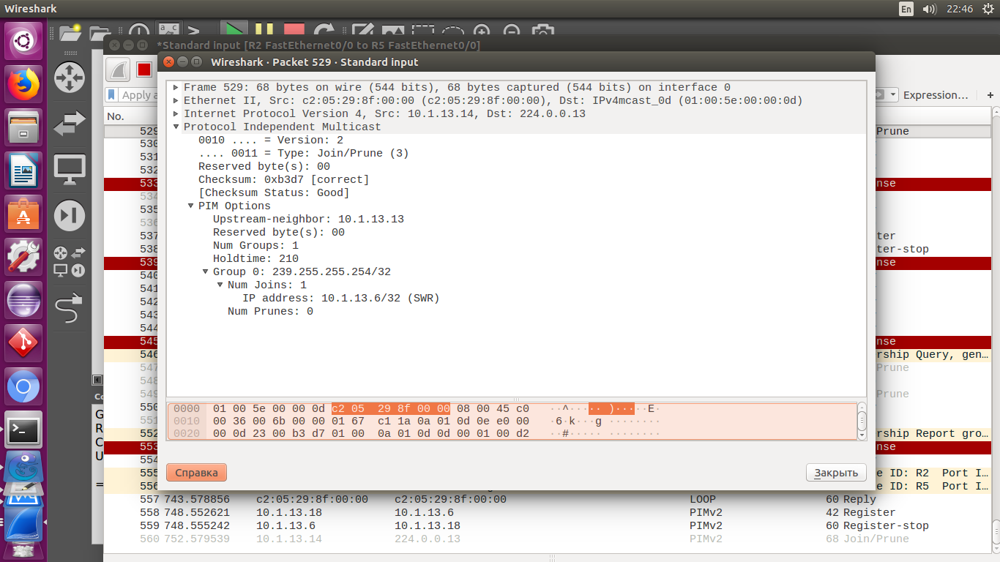 Wireshark
En
22:46
*Standard input [R2 FastEthernet0/0 to R5 FastEthernet0/0]
Wireshark · Packet 529 · Standard input
Apply a
Expression…
+
No.
Frame 529: 68 bytes on wire (544 bits), 68 bytes captured (544 bits) on interface 0
Ethernet II, Src: c2:05:29:8f:00:00 (c2:05:29:8f:00:00), Dst: IPv4mcast_0d (01:00:5e:00:00:0d)
Internet Protocol Version 4, Src: 10.1.13.14, Dst: 224.0.0.13
Protocol Independent Multicast
0010 .... = Version: 2
.... 0011 = Type: Join/Prune (3)
Reserved byte(s): 00
Checksum: 0xb3d7 [correct]
[Checksum Status: Good]
PIM Options
Upstream-neighbor: 10.1.13.13
Reserved byte(s): 00
Num Groups: 1
Holdtime: 210
Group 0: 239.255.255.254/32
Num Joins: 1
IP address: 10.1.13.6/32 (SWR)
Num Prunes: 0
0000 01 00 5e 00 00 0d c2 05 29 8f 00 00 08 00 45 c0 ··^····· )·····E·
0010 00 36 00 6b 00 00 01 67 c1 1a 0a 01 0d 0e e0 00 ·6·k···g ········
0020 00 0d 23 00 b3 d7 01 00 0a 01 0d 0d 00 01 00 d2 ··#····· ········
Справка
Закрыть
529 Prune
530
531
532
533 nse
534
535
536
537 ter
538 ter-stop
539 nse
540
541
542
543
544
545 nse
546 rship Query, gen…
547 Prune
548
549 Prune
550
551
552 rship Report gro…
553 nse
554
555 e ID: R2 Port I…
556 e ID: R5 Port I…
557 743.578856 c2:05:29:8f:00:00 c2:05:29:8f:00:00 LOOP 60 Reply
558 748.552621 10.1.13.18 10.1.13.6 PIMv2 42 Register
559 748.555242 10.1.13.6 10.1.13.18 PIMv2 60 Register-stop
560 752.579539 10.1.13.14 224.0.0.13 PIMv2 68 Join/Prune
Co
G
R
C
U
=